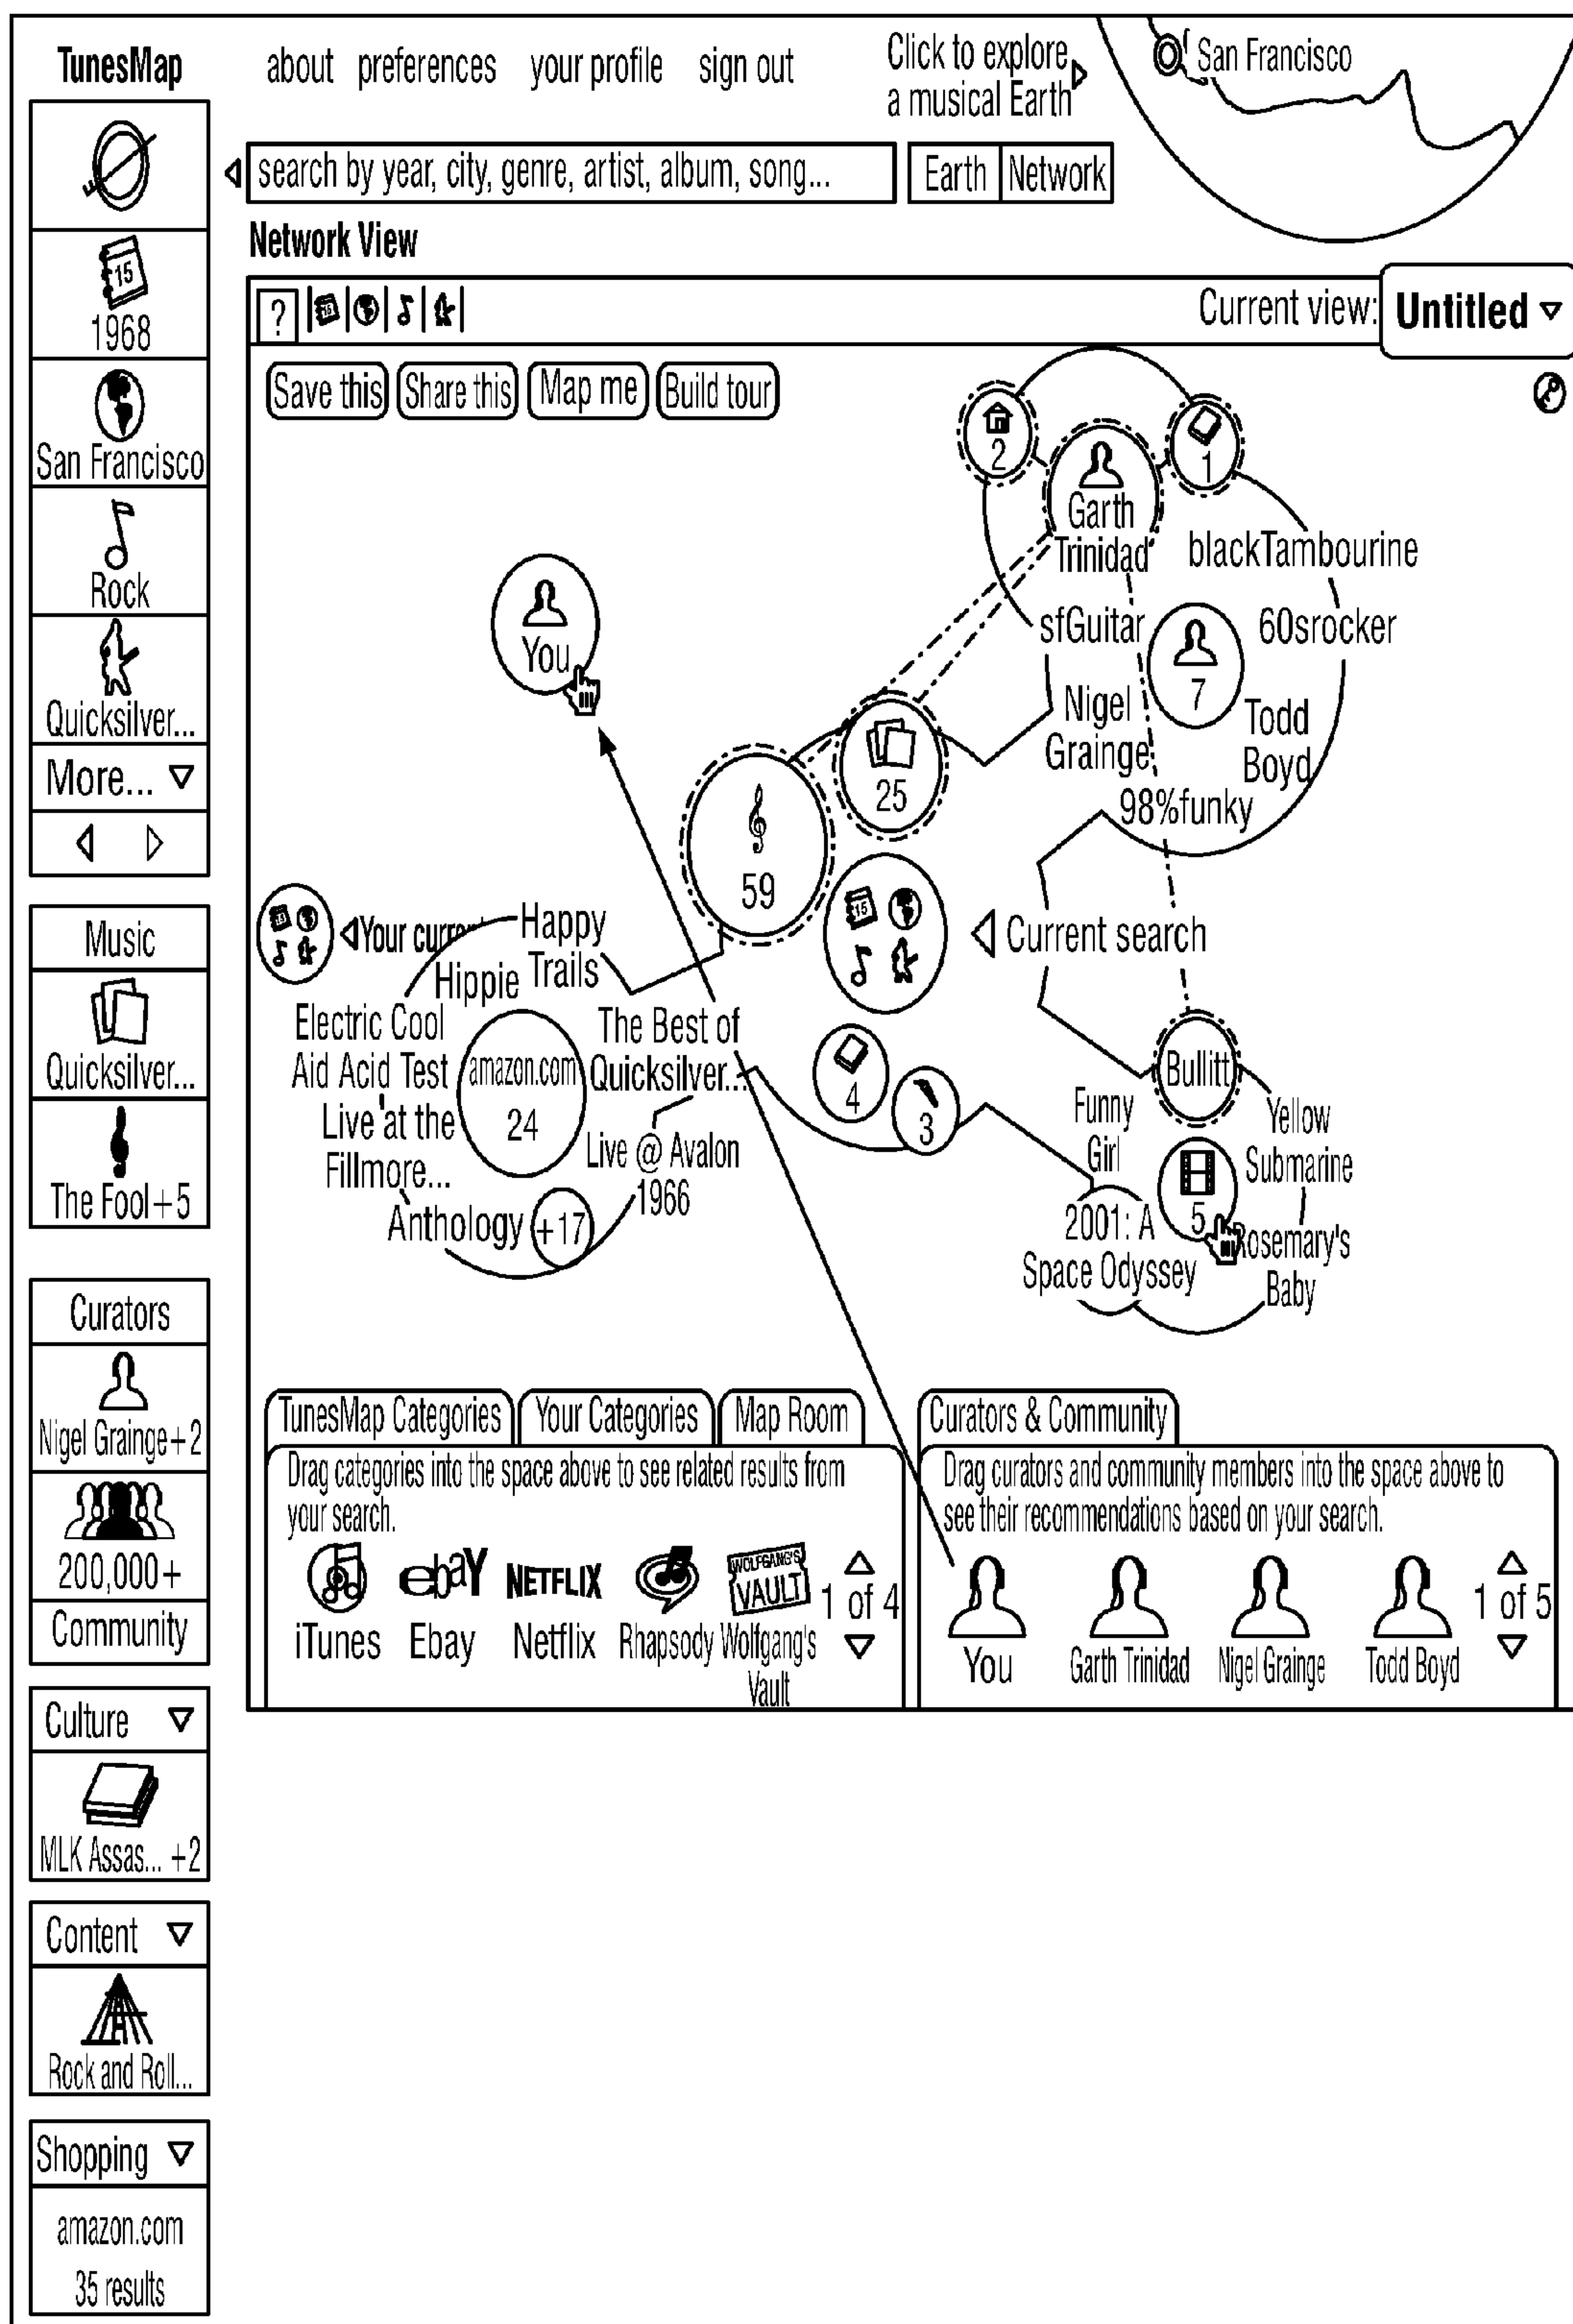 TunesMap
about preferences your profile sign out
Click to explore
a musical Earth
San Francisco
search by year, city, genre, artist, album, song...
Earth Network
Network View
?
Current view: Untitled
Save this Share this Map me Build tour
15
1968
San Francisco
Rock
Quicksilver...
More...
Music
Quicksilver...
The Fool+5
Curators
Nigel Grainge+2
200,000+
Community
Culture
MLK Assas... +2
Content
Rock and Roll...
Shopping
amazon.com
35 results
2
1
Garth
Trinidad
blackTambourine
sfGuitar
60srocker
7
Nigel
Grainge
Todd
Boyd
98%funky
You
25
59
15
Current search
Your curre
Happy
Trails
Hippie
Electric Cool
Aid Acid Test
amazon.com
24
The Best of
Quicksilver...
Live at the
Fillmore...
Live @ Avalon
1966
Anthology +17
4
3
Bullitt
Funny
Girl
Yellow
Submarine
5
2001: A
Space Odyssey
Rosemary's
Baby
TunesMap Categories Your Categories Map Room
Drag categories into the space above to see related results from
your search.
ebaY NETFLIX WOLFGANG'S
VAULT
1 of 4
iTunes Ebay Netflix Rhapsody Wolfgang's
Vault
Curators & Community
Drag curators and community members into the space above to
see their recommendations based on your search.
1 of 5
You Garth Trinidad Nigel Grainge Todd Boyd